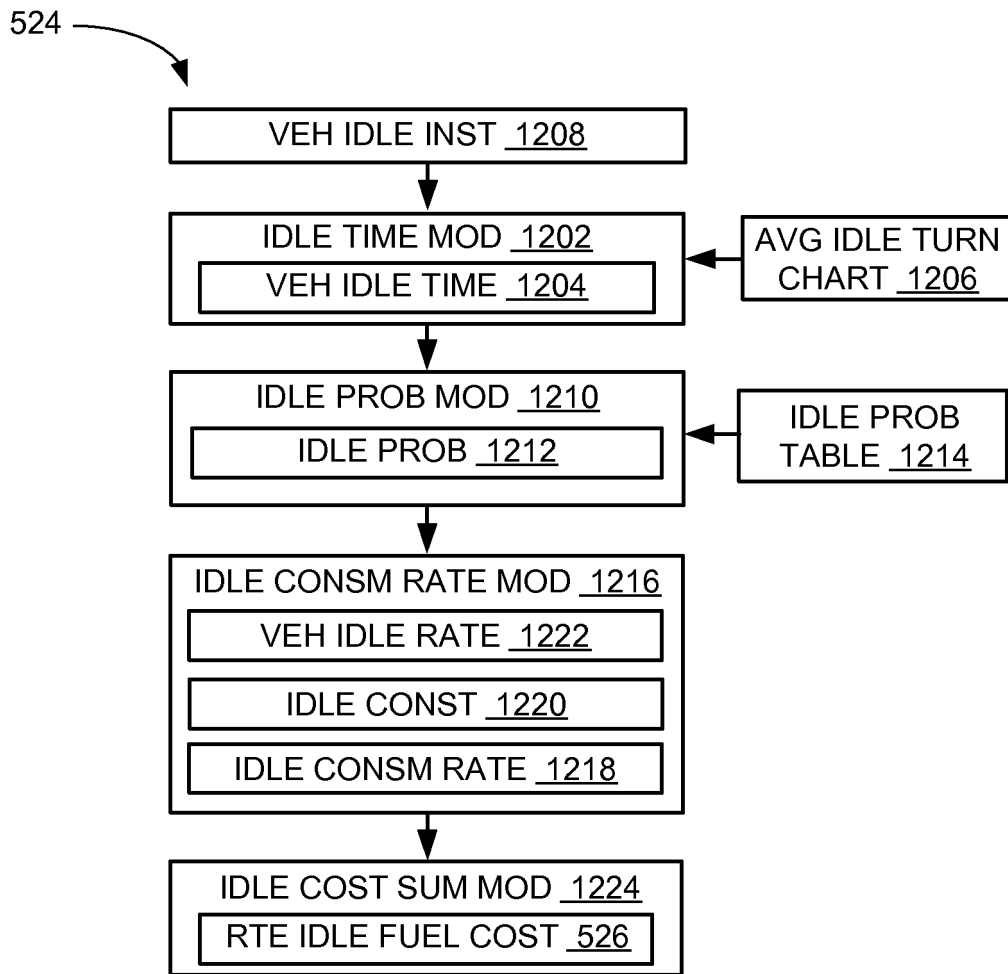 524
VEH IDLE INST 1208
IDLE TIME MOD 1202
VEH IDLE TIME 1204
AVG IDLE TURN
CHART 1206
IDLE PROB MOD 1210
IDLE PROB 1212
IDLE PROB
TABLE 1214
IDLE CONSM RATE MOD 1216
VEH IDLE RATE 1222
IDLE CONST 1220
IDLE CONSM RATE 1218
IDLE COST SUM MOD 1224
RTE IDLE FUEL COST 526